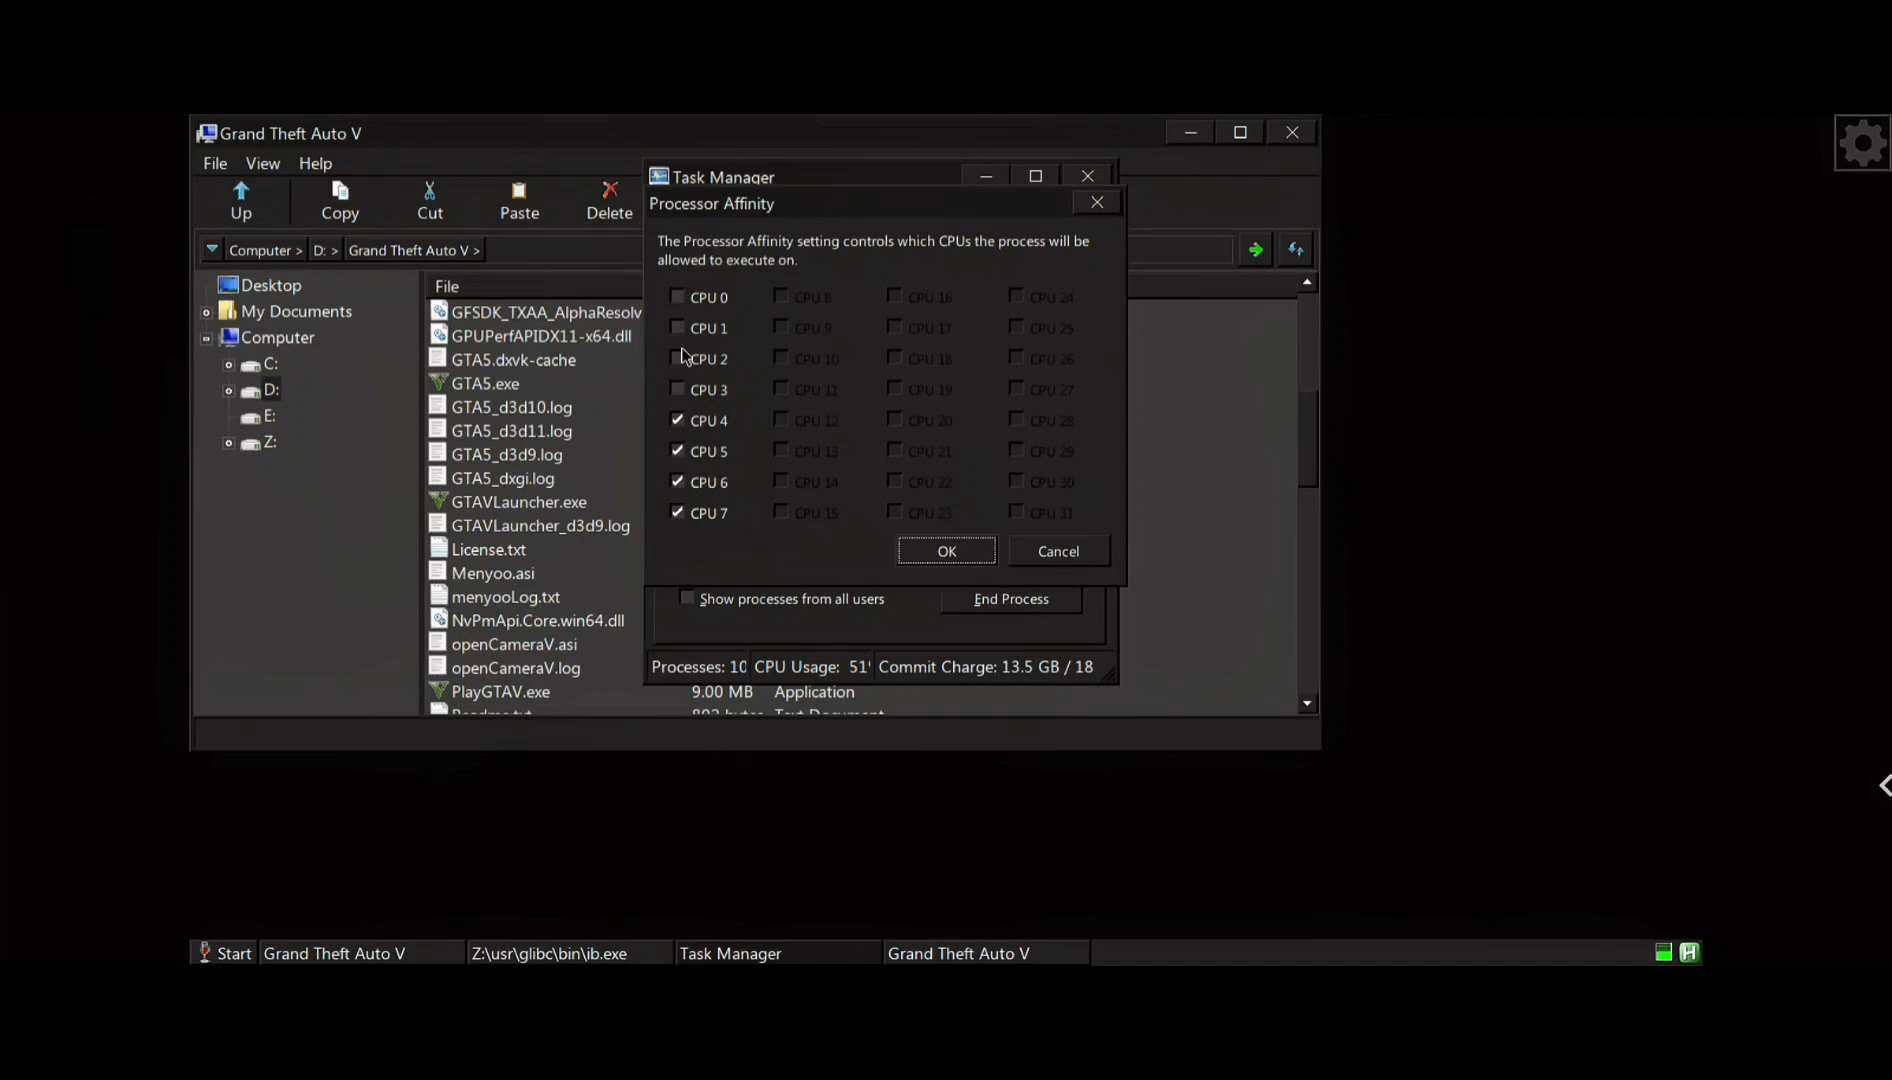 Grand Theft Auto V
File View Help
Up Copy Cut Paste Delete
Computer > D: > Grand Theft Auto V >
Desktop
My Documents
Computer
C:
D:
E:
Z:
File
GFSDK_TXAA_AlphaResolv
GPUPerfAPIDX11-x64.dll
GTA5.dxvk-cache
GTA5.exe
GTA5_d3d10.log
GTA5_d3d11.log
GTA5_d3d9.log
GTA5_dxgi.log
GTAVLauncher.exe
GTAVLauncher_d3d9.log
License.txt
Menyoo.asi
menyooLog.txt
NvPmApi.Core.win64.dll
openCameraV.asi
openCameraV.log
PlayGTAV.exe 9.00 MB Application
Task Manager
Processor Affinity
The Processor Affinity setting controls which CPUs the process will be
allowed to execute on.
CPU 0 CPU 8 CPU 16 CPU 24
CPU 1 CPU 9 CPU 17 CPU 25
CPU 2 CPU 10 CPU 18 CPU 26
CPU 3 CPU 11 CPU 19 CPU 27
CPU 4 CPU 12 CPU 20 CPU 28
CPU 5 CPU 13 CPU 21 CPU 29
CPU 6 CPU 14 CPU 22 CPU 30
CPU 7 CPU 15 CPU 23 CPU 31
OK Cancel
Show processes from all users End Process
Processes: 10 CPU Usage: 51 Commit Charge: 13.5 GB / 18
Start Grand Theft Auto V Z:\usr\glibc\bin\ib.exe Task Manager Grand Theft Auto V
H